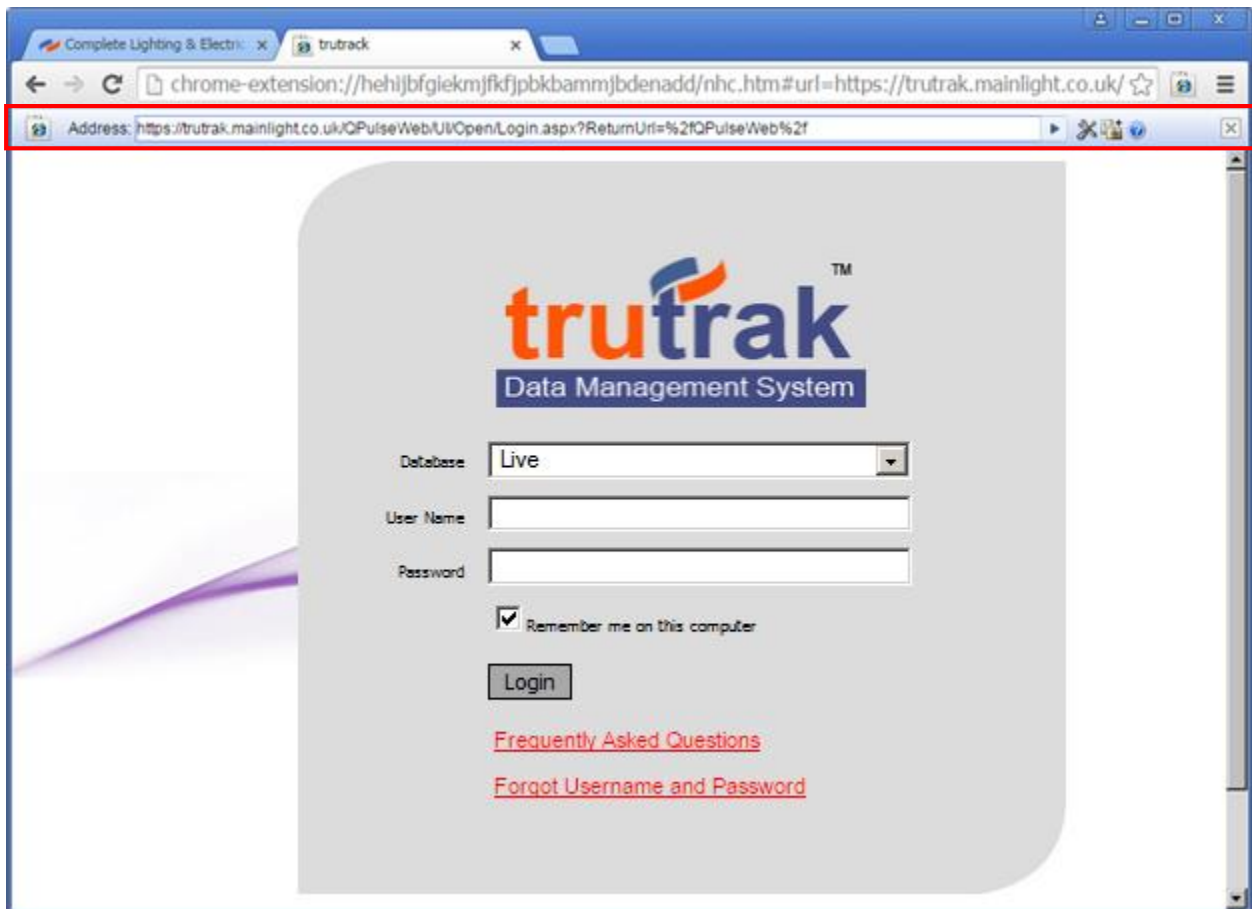 Complete Lighting & Electric
trutrack
chrome-extension://hehijbfgiekmjfkfjpbkbammjbdenadd/nhc.htm#url=https://trutrak.mainlight.co.uk/
Address: https://trutrak.mainlight.co.uk/QPulseWeb/UI/Open/Login.aspx?ReturnUrl=%2fQPulseWeb%2f
trutrak TM
Data Management System
Database Live
User Name
Password
Remember me on this computer
Login
Frequently Asked Questions
Forgot Username and Password